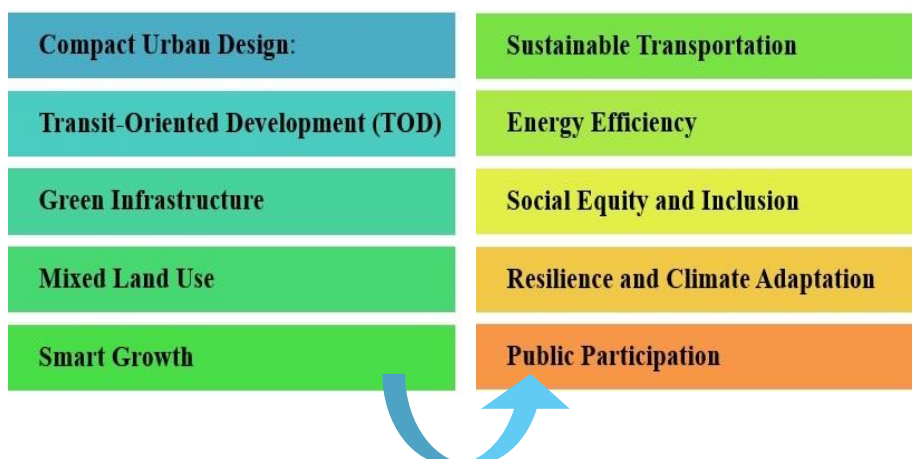 Compact Urban Design:
Transit-Oriented Development (TOD)
Green Infrastructure
Mixed Land Use
Smart Growth
Sustainable Transportation
Energy Efficiency
Social Equity and Inclusion
Resilience and Climate Adaptation
Public Participation